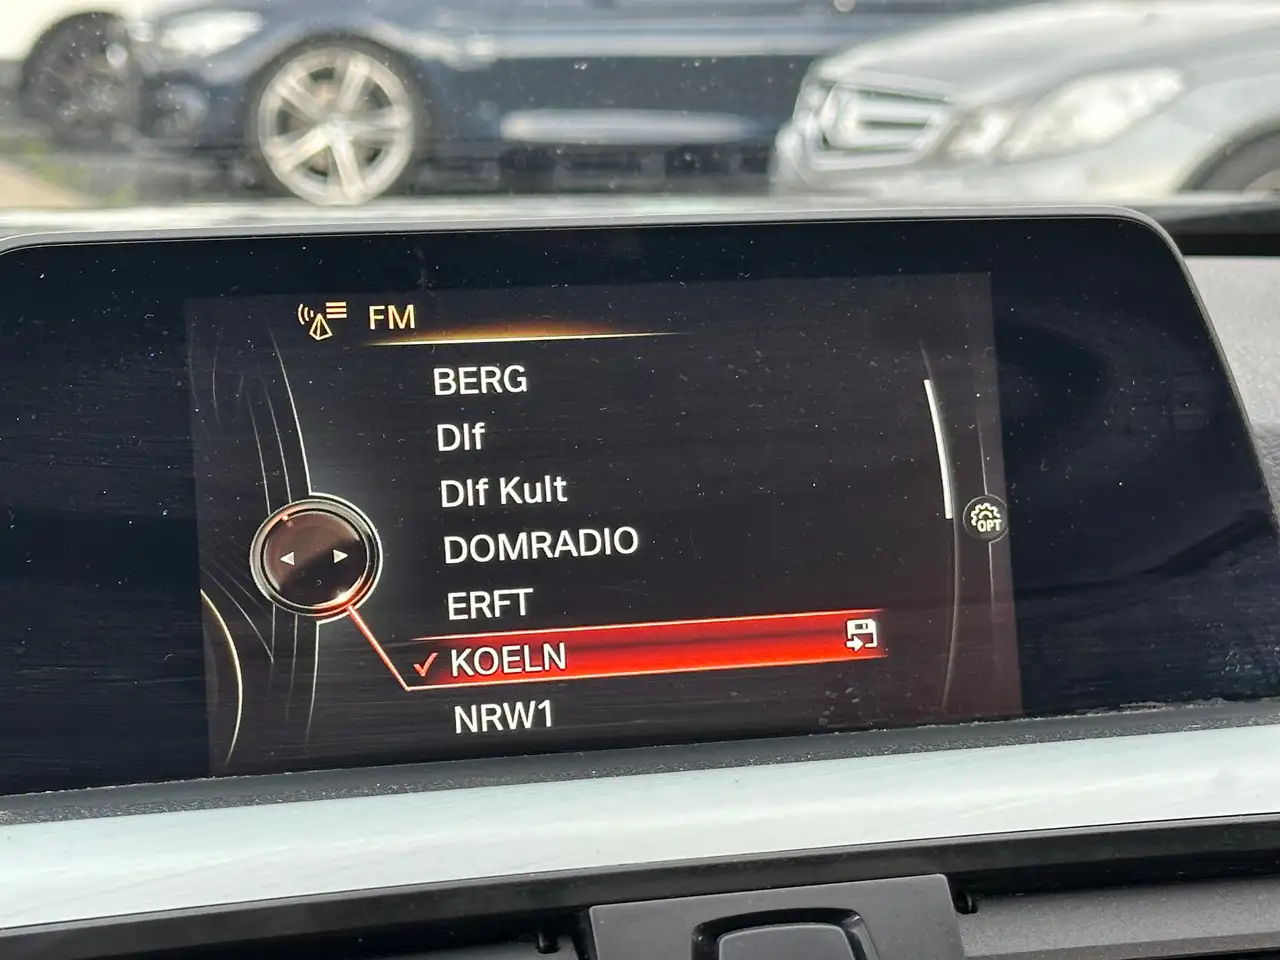 FM
BERG
Dlf
Dlf Kult
DOMRADIO
ERFT
KOELN
NRW1
OPT